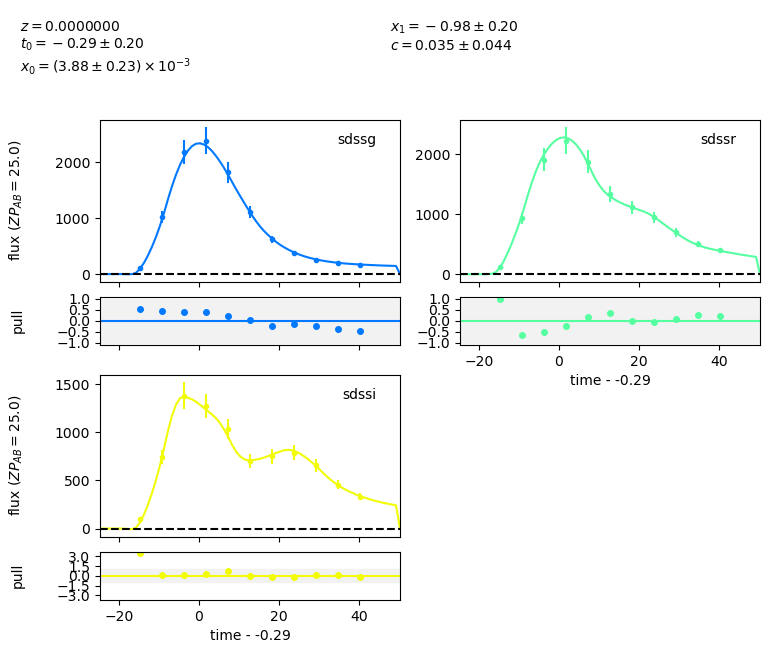 z = 0.0000000
t₀ = −0.29 ± 0.20
x₀ = (3.88 ± 0.23) × 10⁻³
x₁ = −0.98 ± 0.20
c = 0.035 ± 0.044
flux (ZP_AB = 25.0)
2000
1000
0
sdssg
2000
1000
0
sdssr
pull
1.0
0.5
0.0
−0.5
−1.0
1.0
0.5
0.0
−0.5
−1.0
−20 0 20 40
time - -0.29
flux (ZP_AB = 25.0)
1500
1000
500
0
sdssi
pull
3.0
1.5
0.0
−1.5
−3.0
−20 0 20 40
time - -0.29